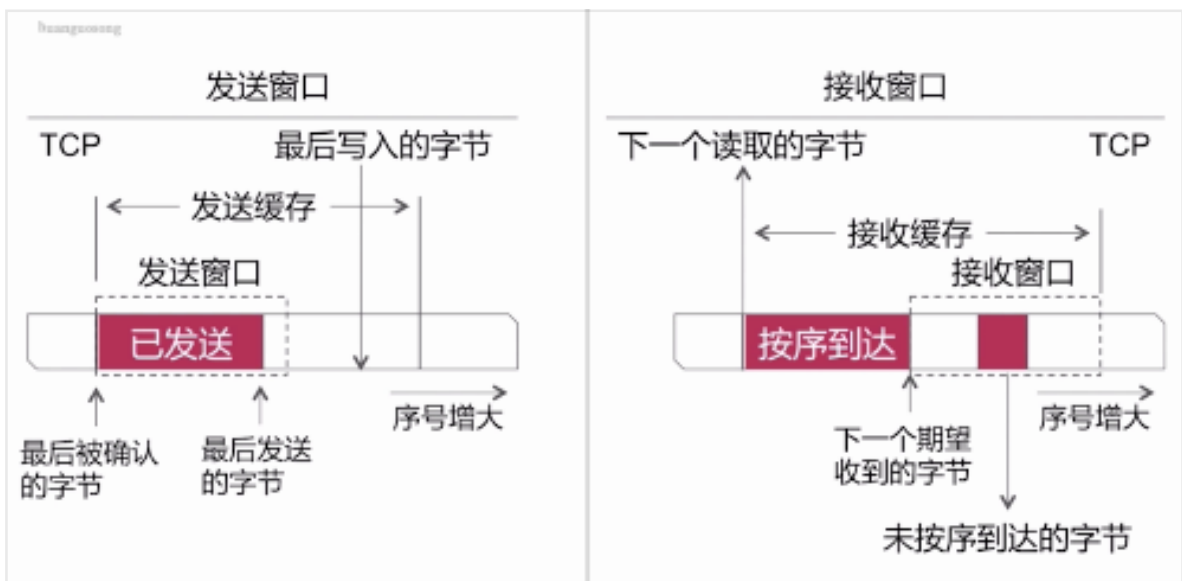 发送窗口
TCP
最后写入的字节
发送缓存
发送窗口
已发送
序号增大
最后被确认
的字节
最后发送
的字节
接收窗口
下一个读取的字节
TCP
接收缓存
接收窗口
按序到达
序号增大
下一个期望
收到的字节
未按序到达的字节